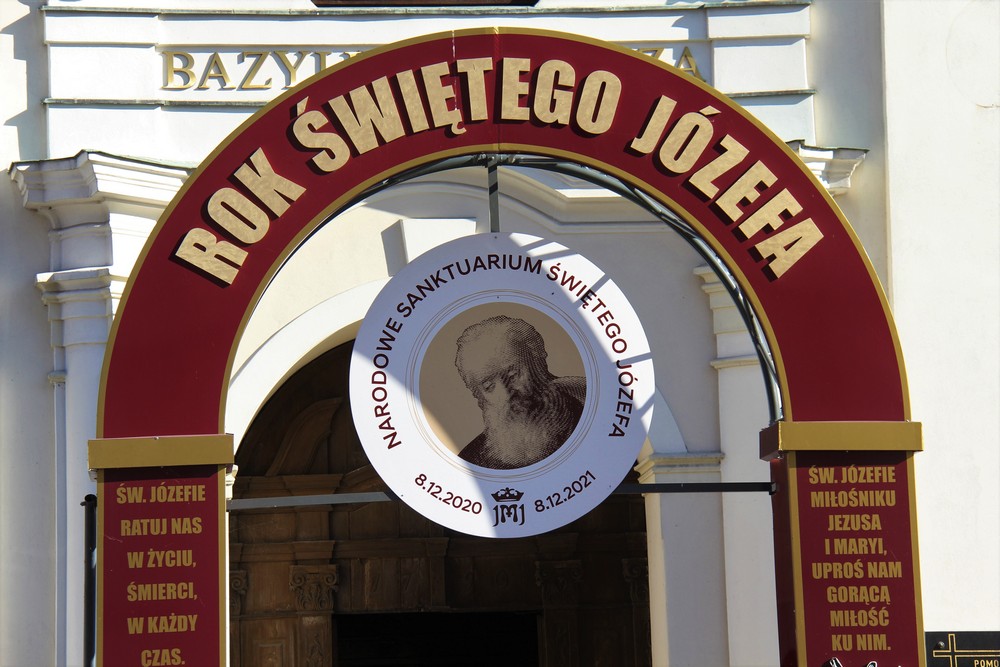 ROK ŚWIĘTEGO JÓZEFA
NARODOWE SANKTUARIUM ŚWIĘTEGO JÓZEFA
8.12.2020 8.12.2021
JMJ
ŚW. JÓZEFIE
RATUJ NAS
W ŻYCIU,
ŚMIERCI,
W KAŻDY
CZAS.
ŚW. JÓZEFIE
MIŁOŚNIKU
JEZUSA
I MARYI,
UPROŚ NAM
GORĄCĄ
MIŁOŚĆ
KU NIM.